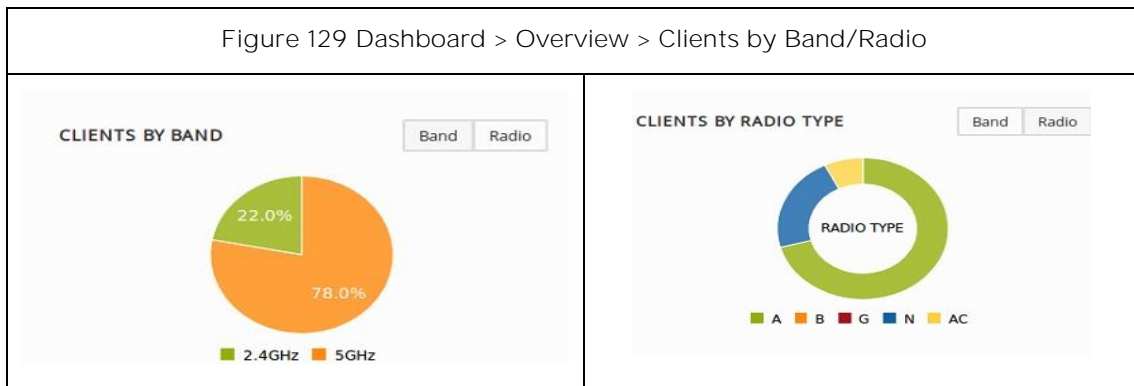 Figure 129 Dashboard > Overview > Clients by Band/Radio
CLIENTS BY BAND
Band Radio
22.0%
78.0%
2.4GHz 5GHz
CLIENTS BY RADIO TYPE
Band Radio
RADIO TYPE
A B G N AC